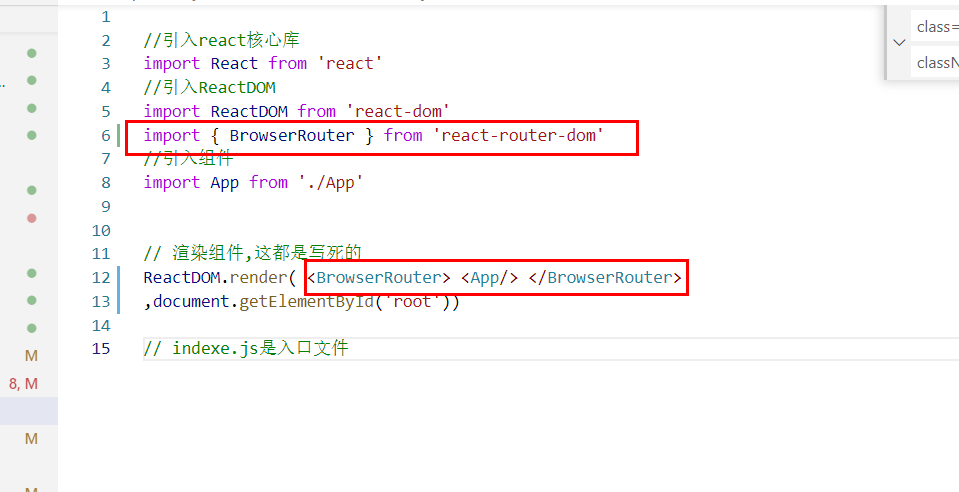 1
2 //引入react核心库
3 import React from 'react'
4 //引入ReactDOM
5 import ReactDOM from 'react-dom'
6 import { BrowserRouter } from 'react-router-dom'
7 //引入组件
8 import App from './App'
9
10
11 // 渲染组件,这都是写死的
12 ReactDOM.render( <BrowserRouter> <App/> </BrowserRouter>
13 ,document.getElementById('root'))
14
15 // indexe.js是入口文件
class=
classN
M
8, M
M
M